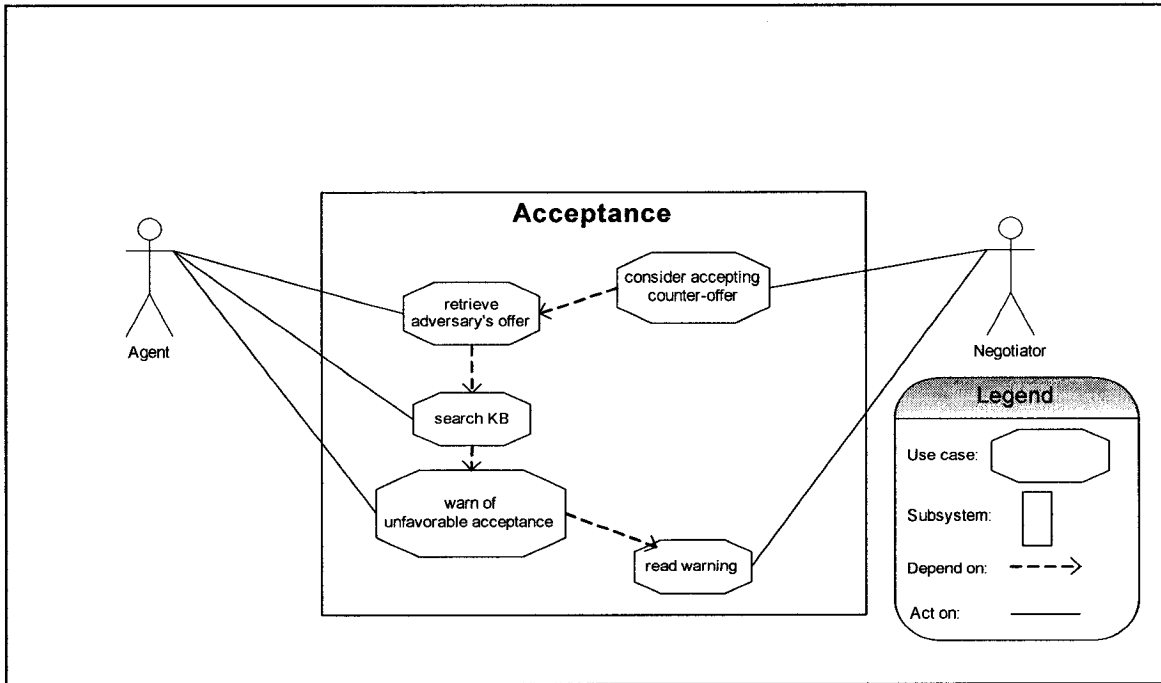 Acceptance
consider accepting
counter-offer
retrieve
adversary's offer
Agent
Negotiator
search KB
warn of
unfavorable acceptance
read warning
Legend
Use case:
Subsystem:
Depend on:
Act on: